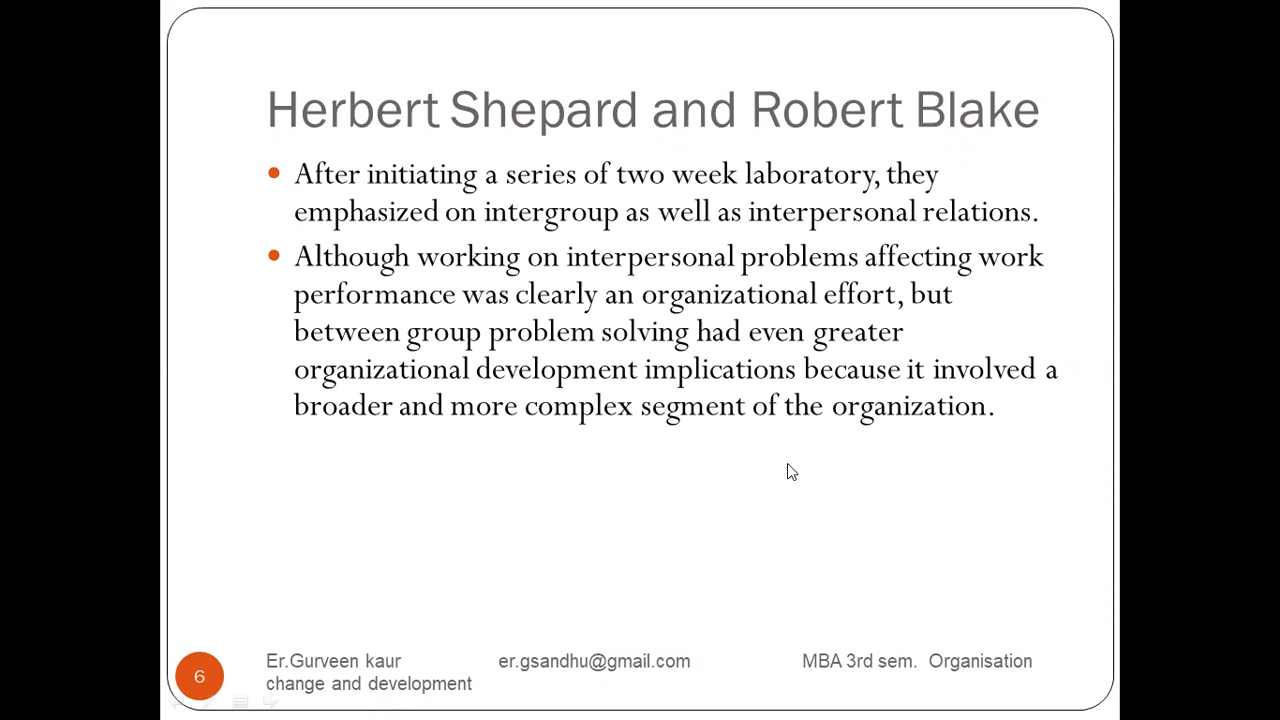 Herbert Shepard and Robert Blake
• After initiating a series of two week laboratory, they
emphasized on intergroup as well as interpersonal relations.
• Although working on interpersonal problems affecting work
performance was clearly an organizational effort, but
between group problem solving had even greater
organizational development implications because it involved a
broader and more complex segment of the organization.
6
Er.Gurveen kaur er.gsandhu@gmail.com MBA 3rd sem. Organisation
change and development